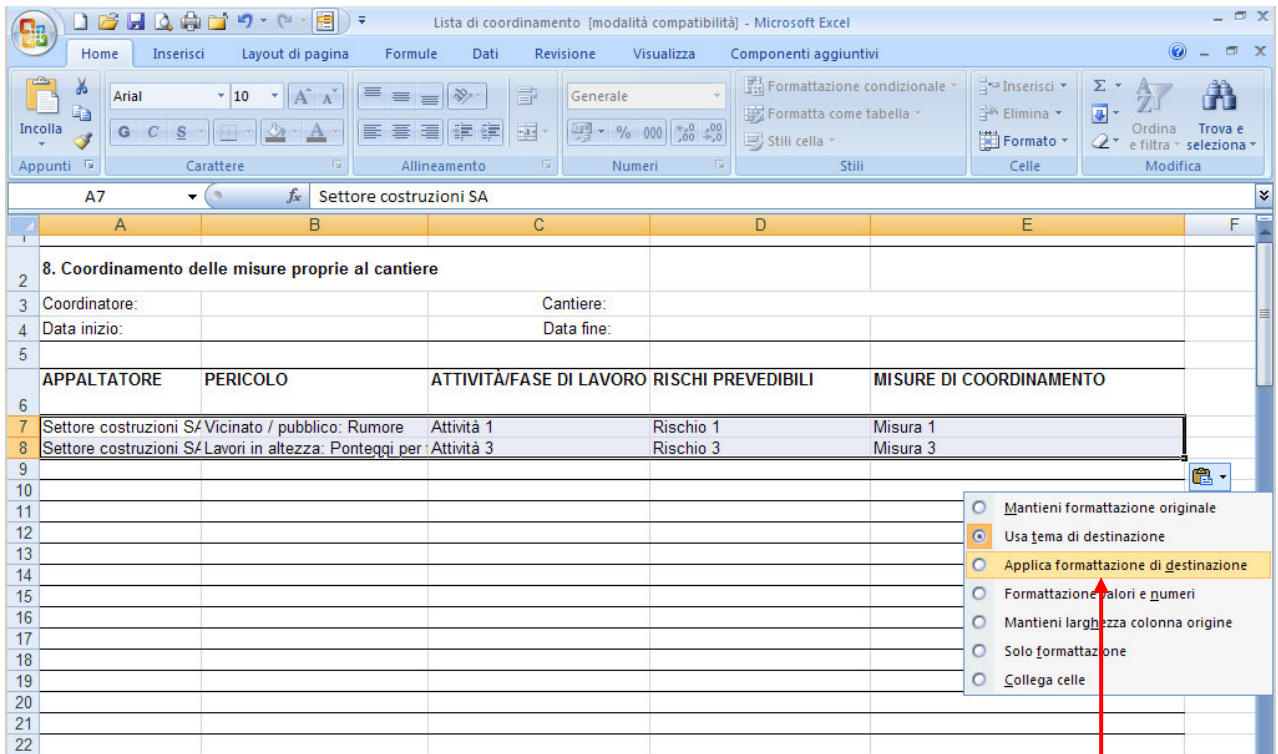 Lista di coordinamento [modalità compatibilità] - Microsoft Excel
Home Inserisci Layout di pagina Formule Dati Revisione Visualizza Componenti aggiuntivi
Incolla
Appunti
Arial 10
G C S
Carattere
Allineamento
Generale
% 000 ,00 ,00
Numeri
Formattazione condizionale
Formatta come tabella
Stili cella
Stili
Inserisci
Elimina
Formato
Celle
Σ
Ordina e filtra
Trova e seleziona
Modifica
A7 fx Settore costruzioni SA
A B C D E F
1
2 8. Coordinamento delle misure proprie al cantiere
3 Coordinatore: Cantiere:
4 Data inizio: Data fine:
5
6 APPALTATORE PERICOLO ATTIVITÀ/FASE DI LAVORO RISCHI PREVEDIBILI MISURE DI COORDINAMENTO
7 Settore costruzioni SA Vicinato / pubblico: Rumore Attività 1 Rischio 1 Misura 1
8 Settore costruzioni SA Lavori in altezza: Ponteggi per Attività 3 Rischio 3 Misura 3
9
10
11
12
13
14
15
16
17
18
19
20
21
22
Mantieni formattazione originale
Usa tema di destinazione
Applica formattazione di destinazione
Formattazione valori e numeri
Mantieni larghezza colonna origine
Solo formattazione
Collega celle